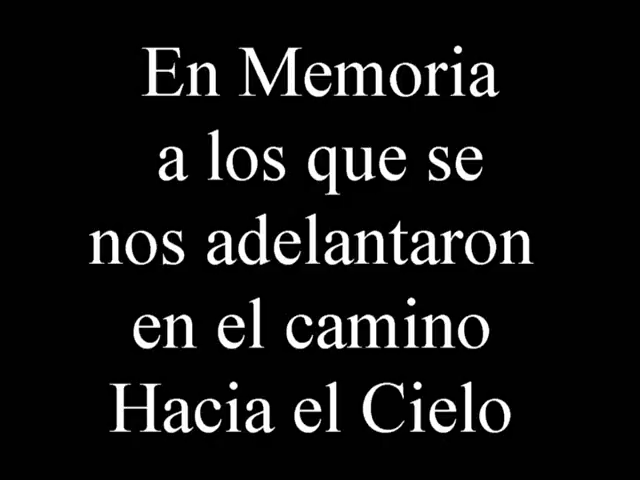 En Memoria
a los que se
nos adelantaron
en el camino
Hacia el Cielo